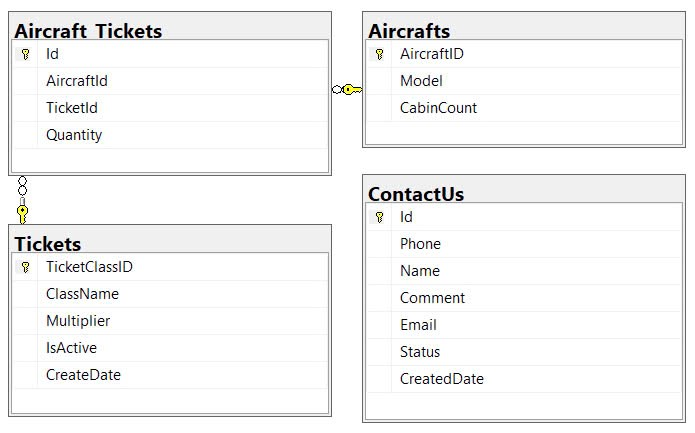 Aircraft_Tickets
Id
AircraftId
TicketId
Quantity
Aircrafts
AircraftID
Model
CabinCount
Tickets
TicketClassID
ClassName
Multiplier
IsActive
CreateDate
ContactUs
Id
Phone
Name
Comment
Email
Status
CreatedDate